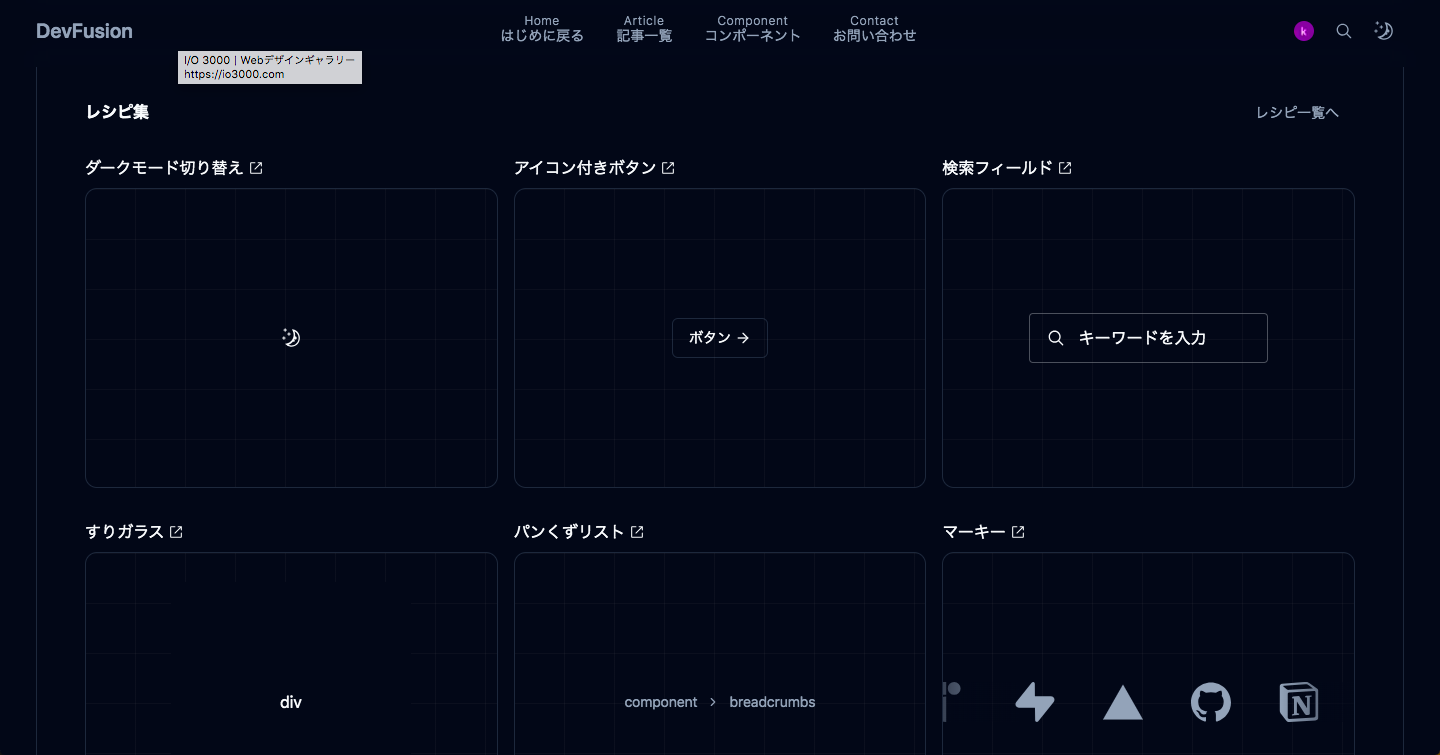 DevFusion
Home
はじめに戻る
Article
記事一覧
Component
コンポーネント
Contact
お問い合わせ
k
I/O 3000 | Webデザインギャラリー
https://io3000.com
レシピ集
レシピ一覧へ
ダークモード切り替え
アイコン付きボタン
検索フィールド
ボタン
キーワードを入力
すりガラス
パンくずリスト
マーキー
div
component
breadcrumbs
N